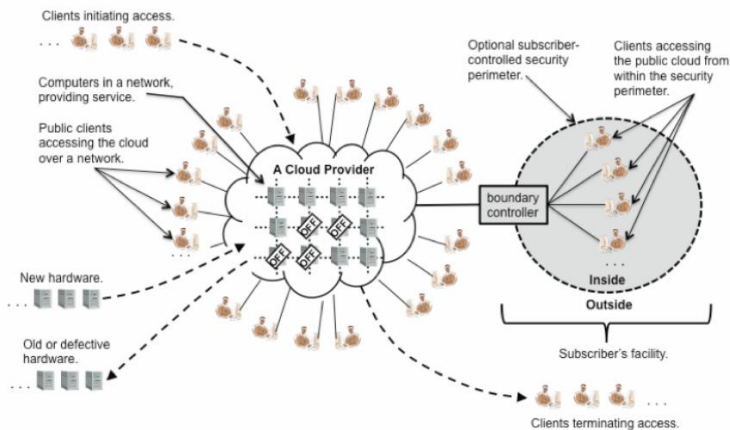 Clients initiating access.
. . .
Computers in a network,
providing service.
Public clients
accessing the cloud
over a network.
. . .
New hardware.
. . .
Old or defective
hardware.
. . .
A Cloud Provider
OFF
OFF
OFF
OFF
Optional subscriber-
controlled security
perimeter.
Clients accessing
the public cloud from
within the security
perimeter.
boundary
controller
. . .
Inside
Outside
Subscriber's facility.
. . .
Clients terminating access.